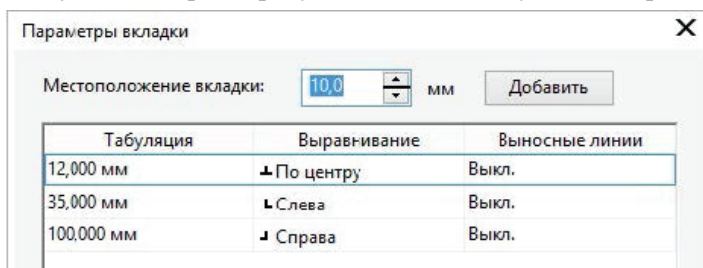 Параметры вкладки
Местоположение вкладки: 10,0 мм Добавить
Табуляция Выравнивание Выносные линии
12,000 мм По центру Выкл.
35,000 мм Слева Выкл.
100,000 мм Справа Выкл.